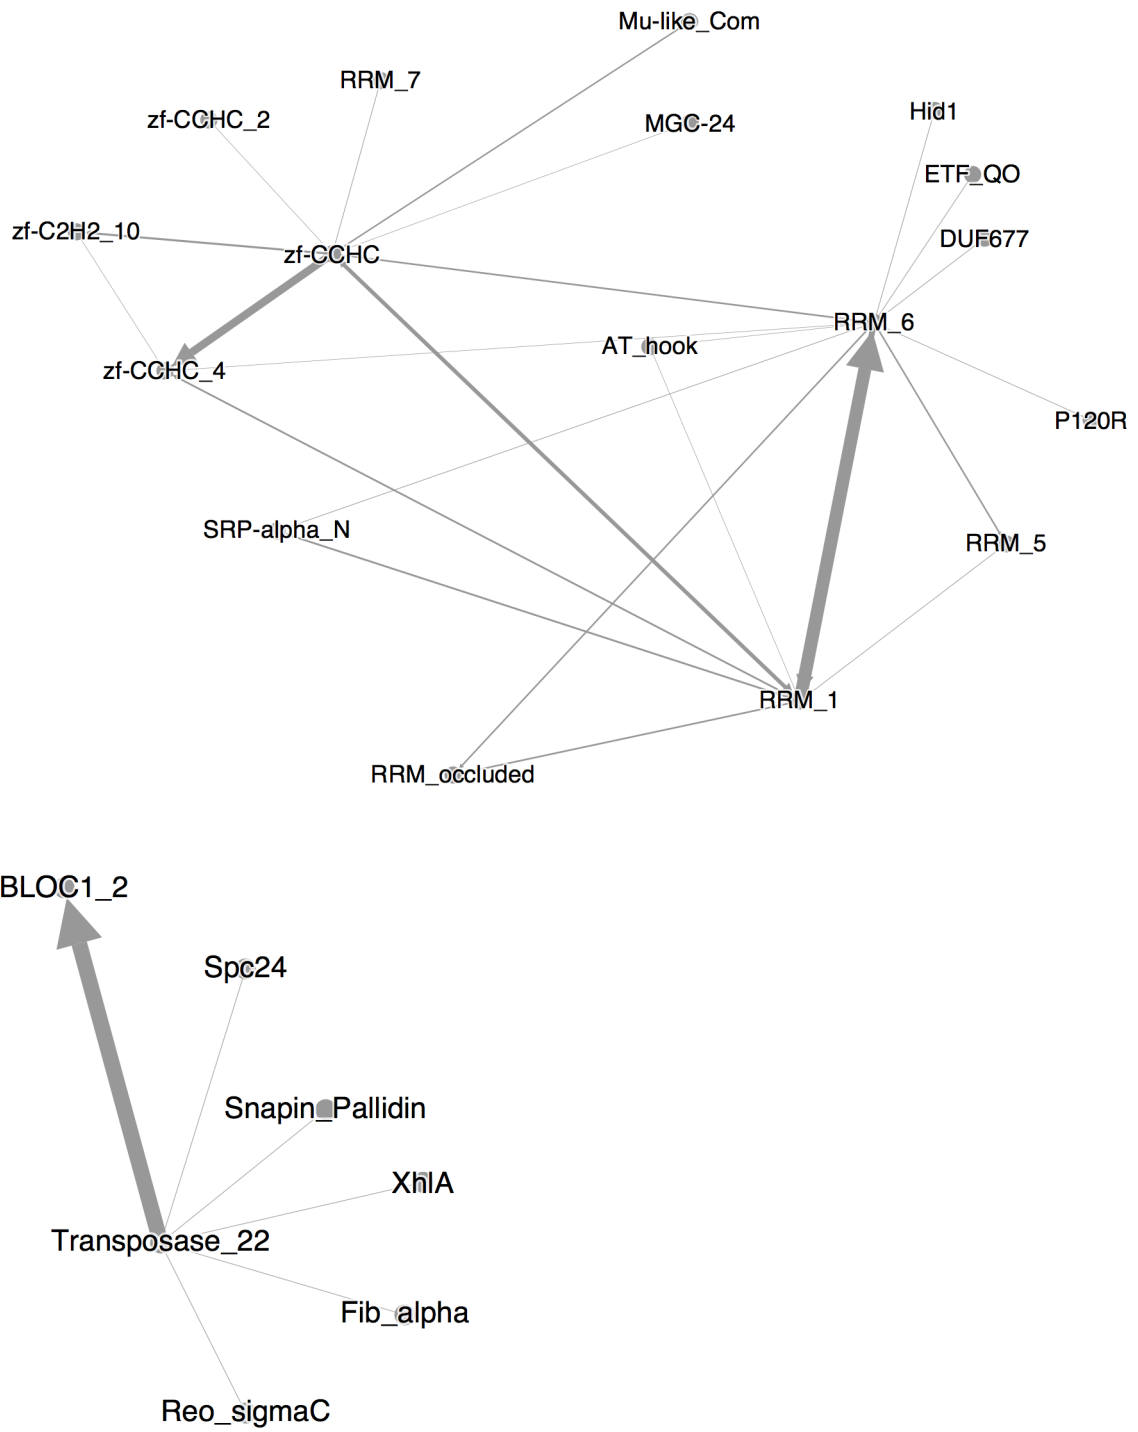 Mu-like_Com
RRM_7
Hid1
zf-CCHC_2
MGC-24
ETF_QO
zf-C2H2_10
DUF677
zf-CCHC
RRM_6
AT_hook
zf-CCHC_4
P120R
SRP-alpha_N
RRM_5
RRM_1
RRM_occluded
BLOC1_2
Spc24
Snapin_Pallidin
XhlA
Transposase_22
Fib_alpha
Reo_sigmaC